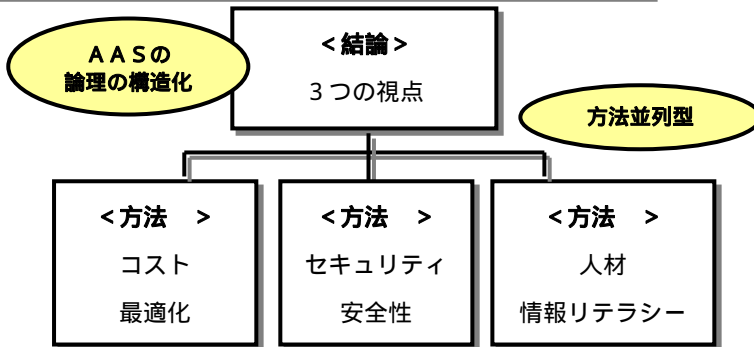 AASの
論理の構造化
<結論>
3つの視点
方法並列型
<方法　>
コスト
最適化
<方法　>
セキュリティ
安全性
<方法　>
人材
情報リテラシー